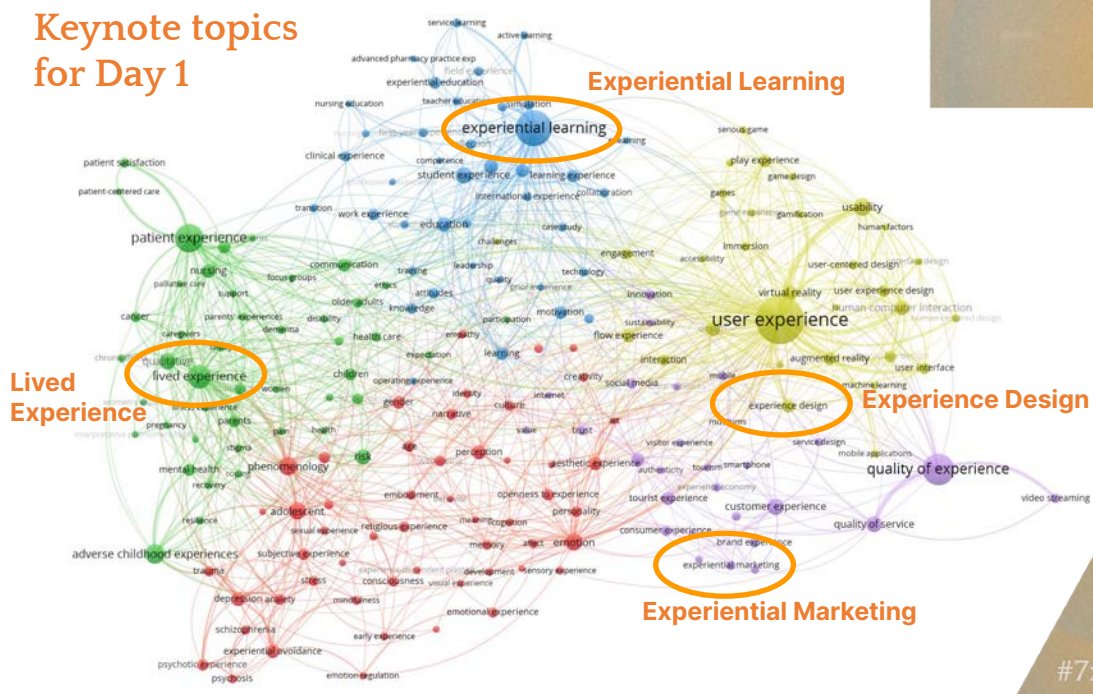 Keynote topics
for Day 1
service learning
active learning
advanced pharmacy practice exp
field experience
experiential education
Experiential Learning
nursing education
teacher education
simulation
experiential learning
serious game
clinical experience
competence
patient satisfaction
play experience
student experience
learning experience
game design
patient-centered care
international experience
collaboration
games
transition
work experience
usability
gamification
education
case study
human factors
patient experience
challenges
immersion
engagement
accessibility
nursing
communication
training
leadership
technology
user-centered design
focus groups
palliative care
ethics
quality
prior experience
support
attitudes
innovation
virtual reality
user experience design
older adults
knowledge
motivation
human-computer interaction
cancer
parents' experiences
disability
participation
sustainability
user experience
dementia
caregivers
health care
empathy
flow experience
expectation
learning
interaction
augmented reality
qualitative
user interface
lived experience
children
operating experience
creativity
social media
mobile
machine learning
Lived
Experience
women
identity
internet
gender
culture
experience design
Experience Design
narrative
pregnancy
parents
value
trust
art
pain
health
visitor experience
service design
stigma
age
perception
mobile applications
mental health
phenomenology
risk
aesthetic experience
authenticity
tourism
smartphone
quality of experience
recovery
experience economy
embodiment
openness to experience
tourist experience
video streaming
adolescent
personality
customer experience
resilience
sexual experience
religious experience
meaning
cognition
consumer experience
quality of service
brand experience
adverse childhood experiences
subjective experience
memory
affect
emotion
experiential marketing
trauma
development
sensory experience
stress
consciousness
visual experience
depression
anxiety
mindfulness
emotional experience
Experiential Marketing
schizophrenia
early experience
experiential avoidance
psychotic experience
psychosis
emotion regulation